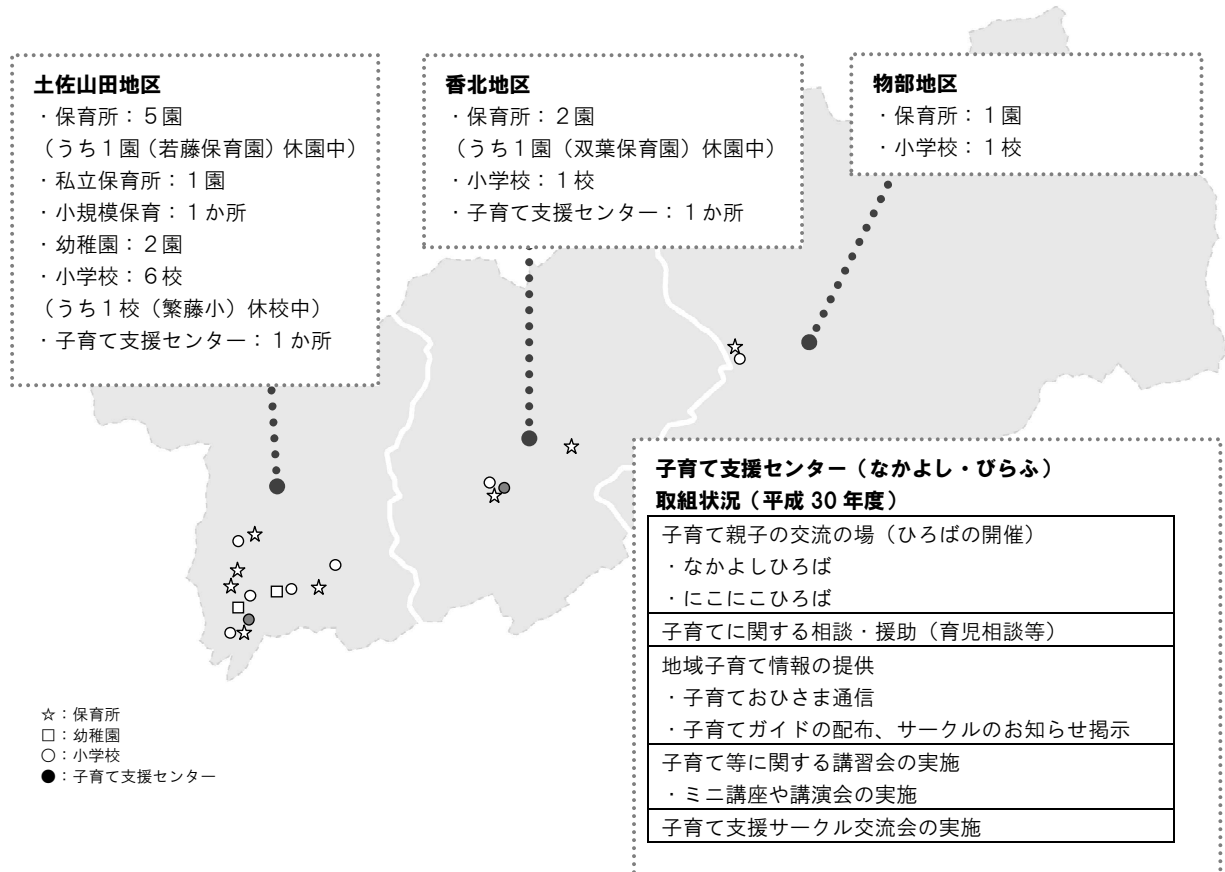 土佐山田地区
・保育所：５園
（うち１園（若藤保育園）休園中）
・私立保育所：１園
・小規模保育：１か所
・幼稚園：２園
・小学校：６校
（うち１校（繁藤小）休校中）
・子育て支援センター：１か所
香北地区
・保育所：２園
（うち１園（双葉保育園）休園中）
・小学校：１校
・子育て支援センター：１か所
物部地区
・保育所：１園
・小学校：１校
子育て支援センター（なかよし・びらふ）
取組状況（平成 30 年度）
子育て親子の交流の場（ひろばの開催）
・なかよしひろば
・にこにこひろば
子育てに関する相談・援助（育児相談等）
地域子育て情報の提供
・子育ておひさま通信
・子育てガイドの配布、サークルのお知らせ掲示
子育て等に関する講習会の実施
・ミニ講座や講演会の実施
子育て支援サークル交流会の実施
☆：保育所
□：幼稚園
○：小学校
●：子育て支援センター